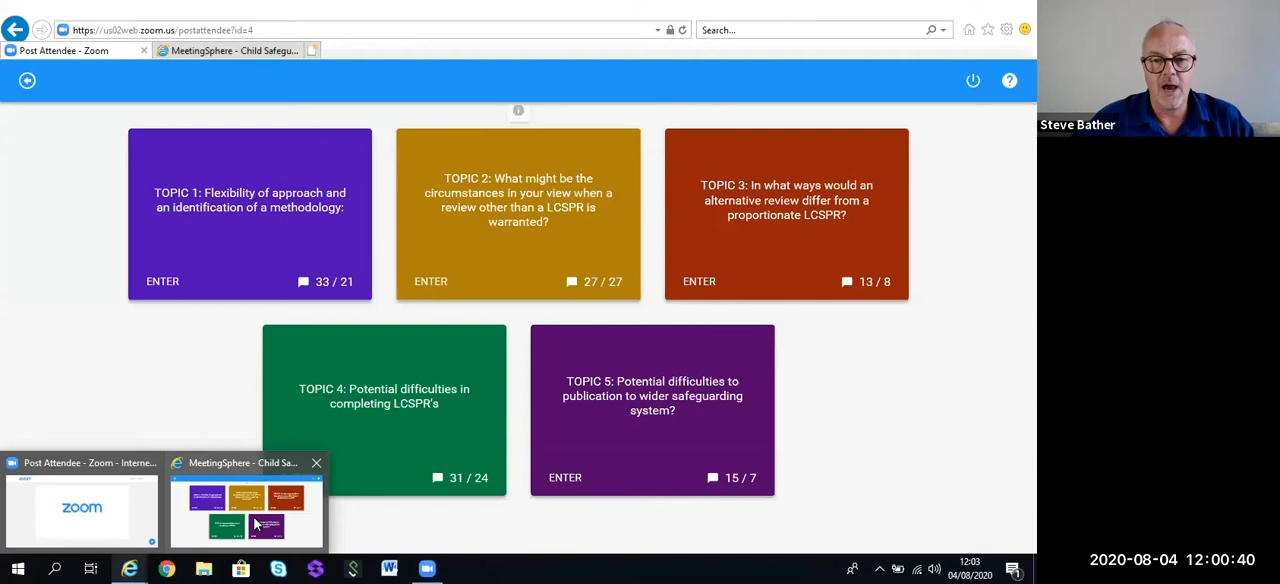 https://us02web.zoom.us/postattendee?id=4
Search...
Post Attendee - Zoom
MeetingSphere - Child Safegu...
Steve Bather
TOPIC 1: Flexibility of approach and
an identification of a methodology:
ENTER
33 / 21
TOPIC 2: What might be the
circumstances in your view when a
review other than a LCSPR is
warranted?
ENTER
27 / 27
TOPIC 3: In what ways would an
alternative review differ from a
proportionate LCSPR?
ENTER
13 / 8
TOPIC 4: Potential difficulties in
completing LCSPR's
31 / 24
TOPIC 5: Potential difficulties to
publication to wider safeguarding
system?
ENTER
15 / 7
Post Attendee - Zoom - Interne...
MeetingSphere - Child Sa...
zoom
12:03
04/08/2020
2020-08-04 12:00:40